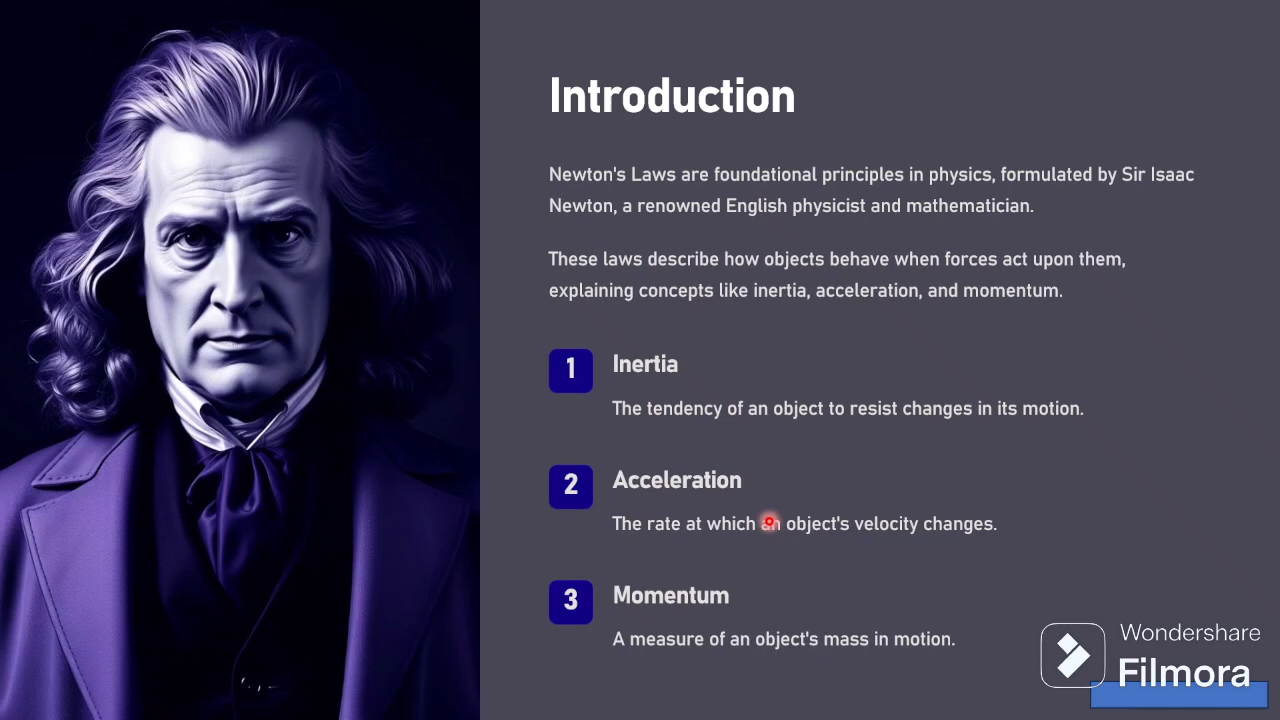 Introduction
Newton's Laws are foundational principles in physics, formulated by Sir Isaac
Newton, a renowned English physicist and mathematician.
These laws describe how objects behave when forces act upon them,
explaining concepts like inertia, acceleration, and momentum.
1
Inertia
The tendency of an object to resist changes in its motion.
2
Acceleration
The rate at which an object's velocity changes.
3
Momentum
A measure of an object's mass in motion.
Wondershare
Filmora